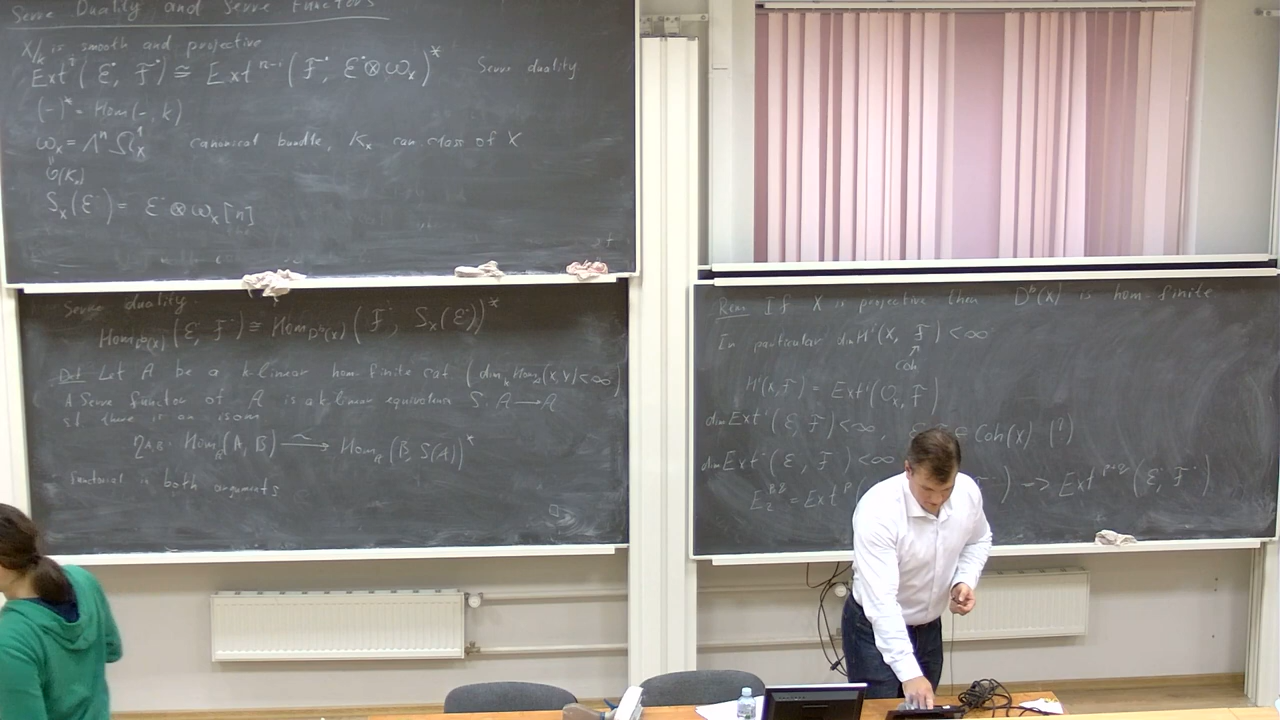 Serre Duality and Serre Functors
X/k is smooth and projective
Ext^i(E^•, F^•) ≅ Ext^{n-i}(F^•, E^•⊗ω_X)^* Serre duality
(-)^* = Hom(-, k)
ω_X = Λ^n Ω^1_X canonical bundle, K_X can. class of X
O(K_X)
S_X(E^•) = E^•⊗ω_X[n]
Serre duality.
Hom_{D^b(X)}(E^•, F^•) ≅ Hom_{D^b(X)}(F^•, S_X(E^•))^*
Def Let A be a k-linear hom-finite cat. (dim_k Hom_A(X,Y)<∞)
A Serre functor of A is a k-linear equivalence S: A → A
st there is an isom
η_{A,B}: Hom_A(A, B) ⥲ Hom_A(B, S(A))^*
functorial in both arguments
Rem If X is projective then D^b(X) is hom-finite.
In particular dim H^i(X, F) < ∞
Coh
H^i(X,F) = Ext^i(O_X, F)
dim Ext^i(E, F) < ∞, Coh(X) (?)
dim Ext^i(E^•, F^•) < ∞
E_2^{p,q} = Ext^p( ) → Ext^{p+q}(E^•, F^•)